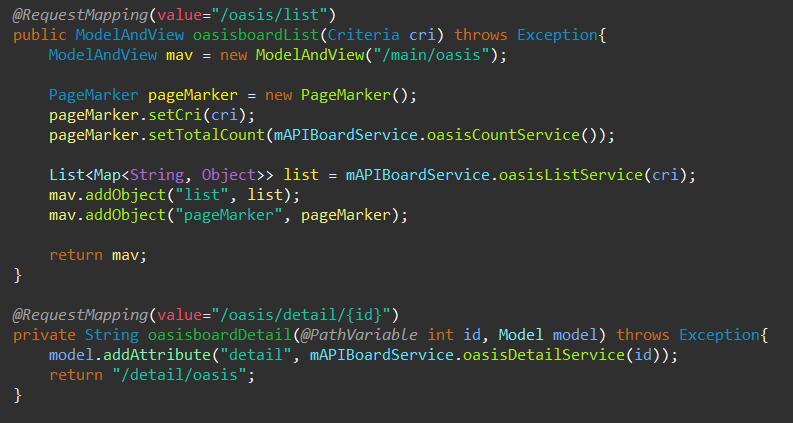 @RequestMapping(value="/oasis/list")
public ModelAndView oasisboardList(Criteria cri) throws Exception{
    ModelAndView mav = new ModelAndView("/main/oasis");

    PageMarker pageMarker = new PageMarker();
    pageMarker.setCri(cri);
    pageMarker.setTotalCount(mAPIBoardService.oasisCountService());

    List<Map<String, Object>> list = mAPIBoardService.oasisListService(cri);
    mav.addObject("list", list);
    mav.addObject("pageMarker", pageMarker);

    return mav;
}

@RequestMapping(value="/oasis/detail/{id}")
private String oasisboardDetail(@PathVariable int id, Model model) throws Exception{
    model.addAttribute("detail", mAPIBoardService.oasisDetailService(id));
    return "/detail/oasis";
}